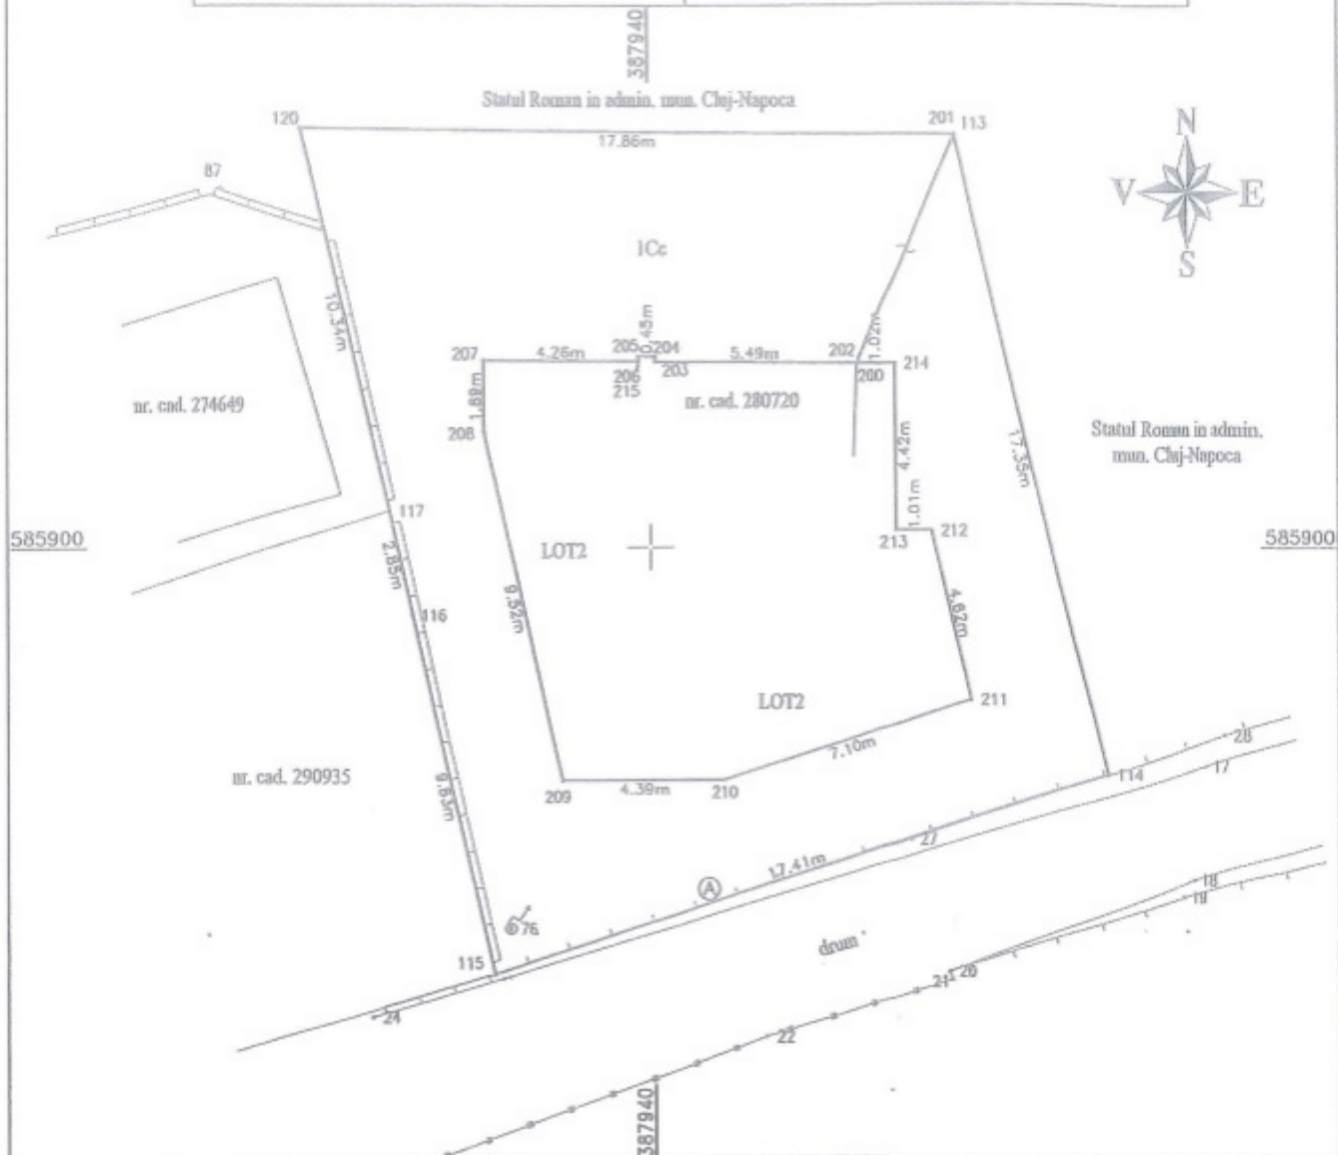 387940
Statul Roman in admin. mun. Cluj-Napoca
120
201 113
17.86m
N
V E
S
87
1Cc
10.34m
0.45m
1.02m
207 4.26m 205 204 5.49m 202 214
206 203 200
215
1.89m
nr. cad. 280720
nr. cad. 274649
208
4.42m
17.35m
Statul Roman in admin.
mun. Cluj-Napoca
1.01m
117
585900
LOT2
213 212
585900
2.85m
9.52m
4.62m
116
LOT2
211
7.10m
nr. cad. 290935
9.83m
209 4.39m 210
28
114 17
27
17.41m
A
18
19
76
drum
115
21 20
24
22
387940